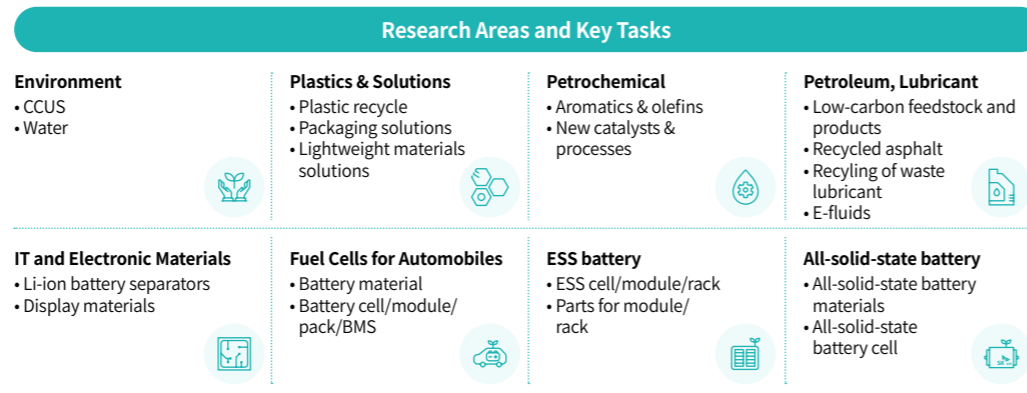 Research Areas and Key Tasks
Environment
• CCUS
• Water
Plastics & Solutions
• Plastic recycle
• Packaging solutions
• Lightweight materials
solutions
Petrochemical
• Aromatics & olefins
• New catalysts &
processes
Petroleum, Lubricant
• Low-carbon feedstock and
products
• Recycled asphalt
• Recyling of waste
lubricant
• E-fluids
IT and Electronic Materials
• Li-ion battery separators
• Display materials
Fuel Cells for Automobiles
• Battery material
• Battery cell/module/
pack/BMS
ESS battery
• ESS cell/module/rack
• Parts for module/
rack
All-solid-state battery
• All-solid-state battery
materials
• All-solid-state
battery cell